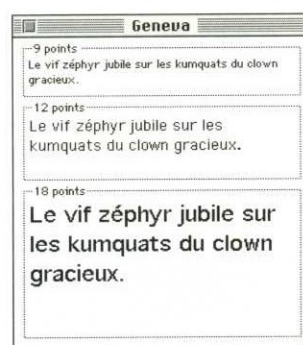 Geneva
9 points
Le vif zéphyr jubile sur les kumquats du clown
gracieux.
12 points
Le vif zéphyr jubile sur les
kumquats du clown gracieux.
18 points
Le vif zéphyr jubile sur
les kumquats du clown
gracieux.